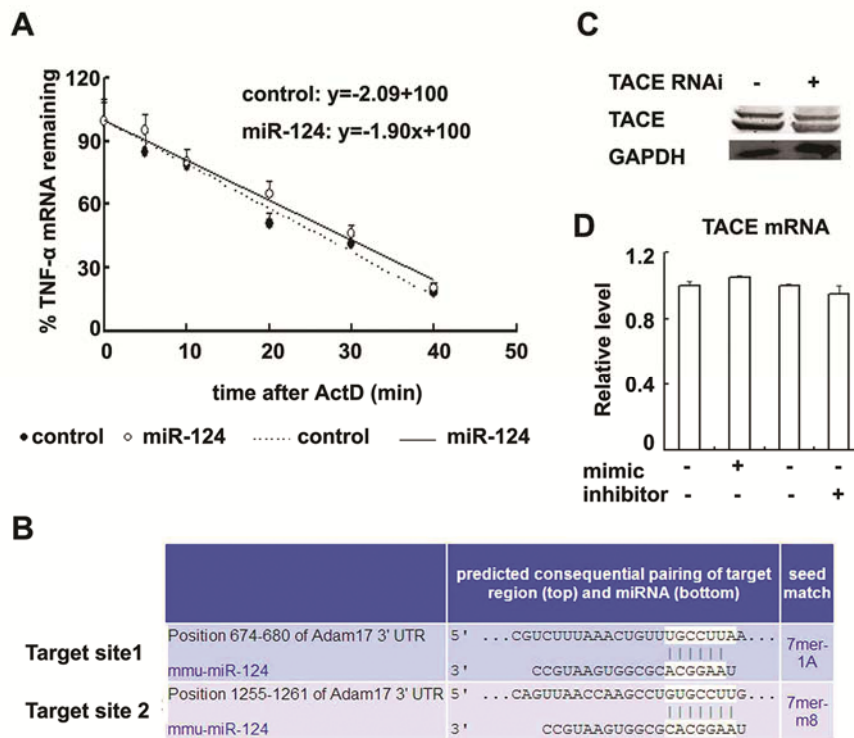 A
120
90
60
30
0
% TNF-α mRNA remaining
control: y=-2.09+100
miR-124: y=-1.90x+100
0 10 20 30 40 50
time after ActD (min)
control miR-124 control miR-124
C
TACE RNAi - +
TACE
GAPDH
D
TACE mRNA
1.2
0.8
0.4
0
Relative level
mimic - + - -
inhibitor - - - +
B
predicted consequential pairing of target region (top) and miRNA (bottom)
seed match
Target site1
Position 674-680 of Adam17 3' UTR 5' ...CGUCUUUAAACUGUUUGCCUUAA...
||||||
mmu-miR-124 3' CCGUAAGUGGCGCACGGAAU
7mer-1A
Target site 2
Position 1255-1261 of Adam17 3' UTR 5' ...CAGUUAACCAAGCCUGUGCCUUG...
|||||||
mmu-miR-124 3' CCGUAAGUGGCGCACGGAAU
7mer-m8